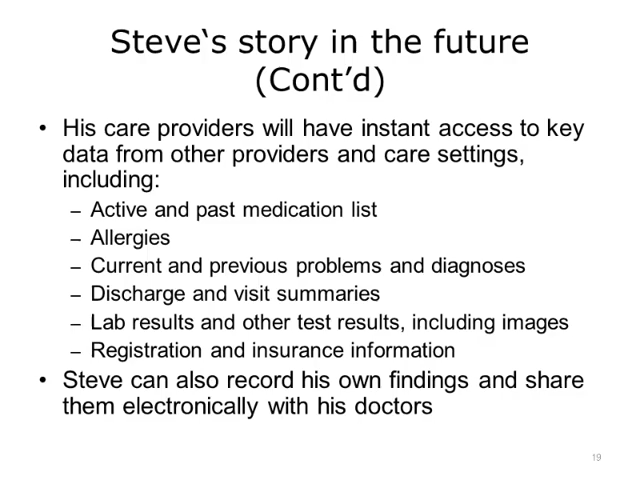 Steve‘s story in the future
(Cont’d)
• His care providers will have instant access to key
data from other providers and care settings,
including:
– Active and past medication list
– Allergies
– Current and previous problems and diagnoses
– Discharge and visit summaries
– Lab results and other test results, including images
– Registration and insurance information
• Steve can also record his own findings and share
them electronically with his doctors
19